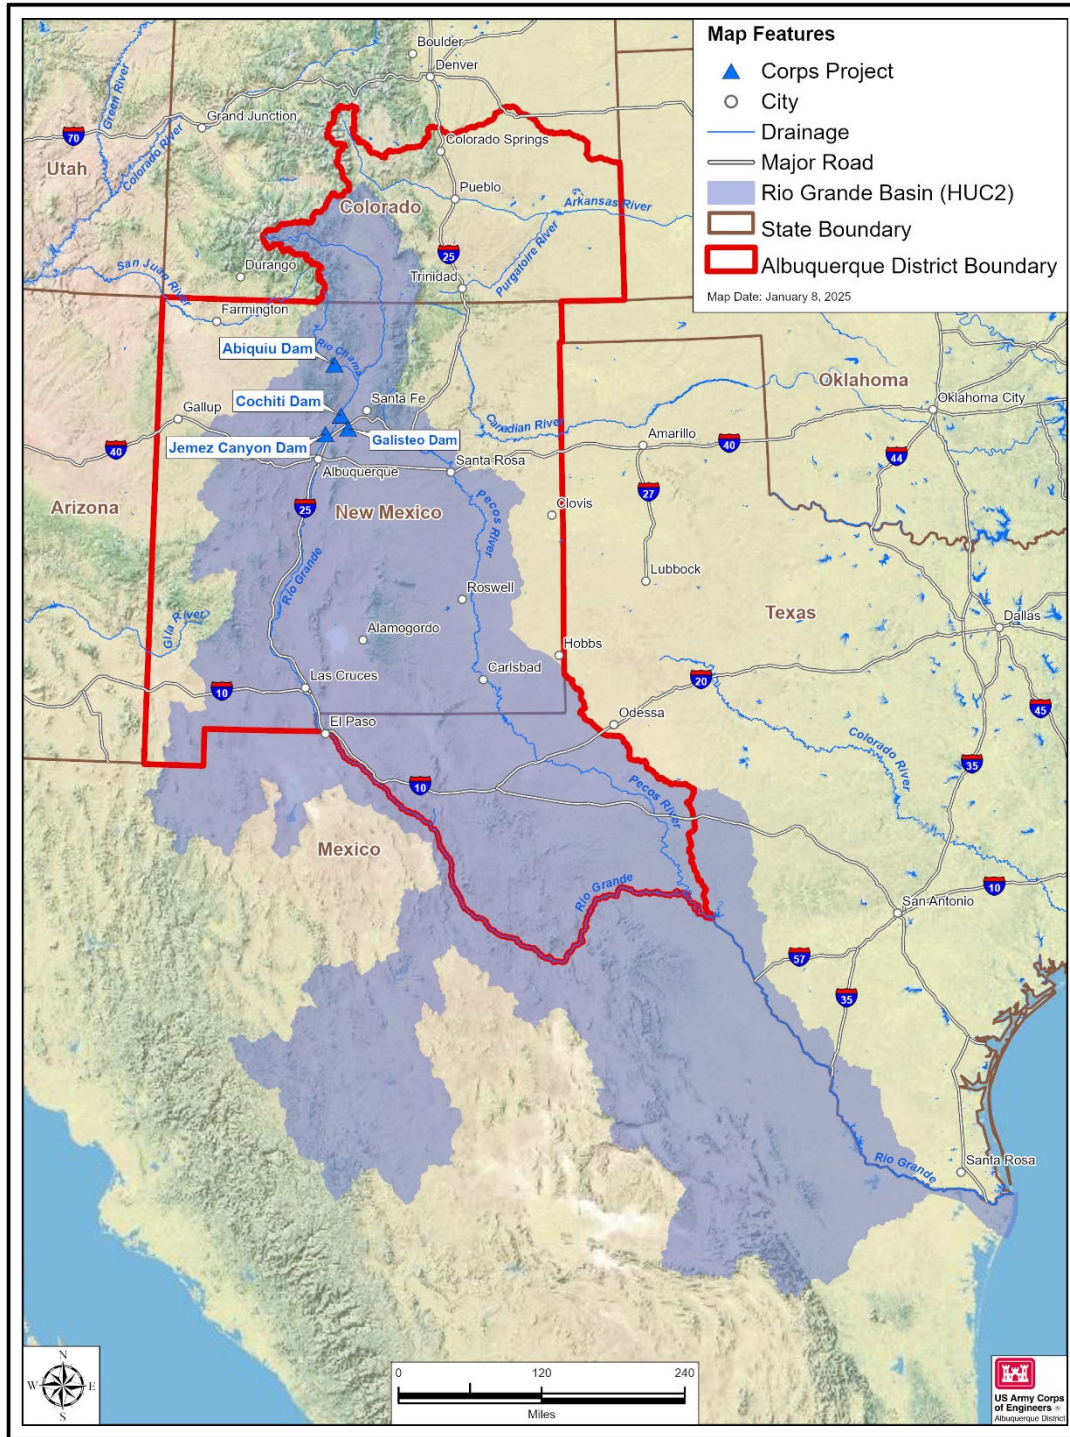 Map Features
Corps Project
City
Drainage
Major Road
Rio Grande Basin (HUC2)
State Boundary
Albuquerque District Boundary
Map Date: January 8, 2025
Boulder
Denver
Green River
Grand Junction
70
Colorado River
Utah
Colorado Springs
Pueblo
Colorado
Arkansas River
25
Purgatoire River
Durango
San Juan River
Trinidad
Farmington
Rio Chama
Abiquiu Dam
Cochiti Dam
Santa Fe
Gallup
Galisteo Dam
Jemez Canyon Dam
Canadian River
Oklahoma
Oklahoma City
Amarillo
40
40
44
Albuquerque
Santa Rosa
27
Arizona
25
New Mexico
Pecos River
Clovis
Rio Grande
Lubbock
Roswell
Gila River
Alamogordo
Texas
Dallas
Hobbs
Carlsbad
Las Cruces
10
20
45
El Paso
Odessa
Colorado River
35
10
Pecos River
Mexico
Rio Grande
10
San Antonio
57
35
Rio Grande
Santa Rosa
N
W
E
S
0
120
240
Miles
US Army Corps
of Engineers ®
Albuquerque District